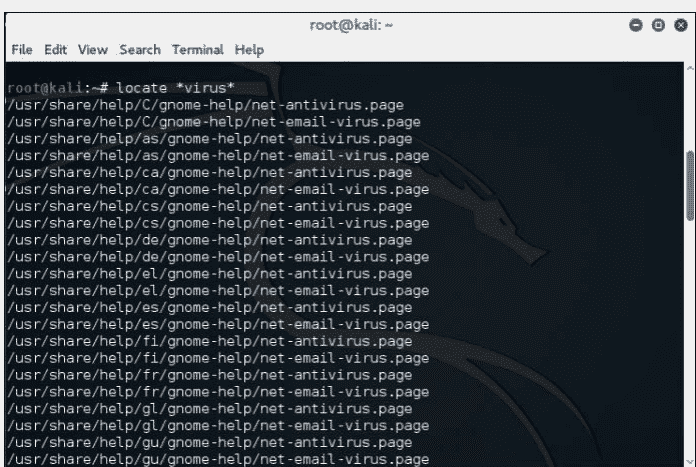 root@kali: ~
File Edit View Search Terminal Help
root@kali:~# locate *virus*
/usr/share/help/C/gnome-help/net-antivirus.page
/usr/share/help/C/gnome-help/net-email-virus.page
/usr/share/help/as/gnome-help/net-antivirus.page
/usr/share/help/as/gnome-help/net-email-virus.page
/usr/share/help/ca/gnome-help/net-antivirus.page
/usr/share/help/ca/gnome-help/net-email-virus.page
/usr/share/help/cs/gnome-help/net-antivirus.page
/usr/share/help/cs/gnome-help/net-email-virus.page
/usr/share/help/de/gnome-help/net-antivirus.page
/usr/share/help/de/gnome-help/net-email-virus.page
/usr/share/help/el/gnome-help/net-antivirus.page
/usr/share/help/el/gnome-help/net-email-virus.page
/usr/share/help/es/gnome-help/net-antivirus.page
/usr/share/help/es/gnome-help/net-email-virus.page
/usr/share/help/fi/gnome-help/net-antivirus.page
/usr/share/help/fi/gnome-help/net-email-virus.page
/usr/share/help/fr/gnome-help/net-antivirus.page
/usr/share/help/fr/gnome-help/net-email-virus.page
/usr/share/help/gl/gnome-help/net-antivirus.page
/usr/share/help/gl/gnome-help/net-email-virus.page
/usr/share/help/gu/gnome-help/net-antivirus.page
/usr/share/help/gu/gnome-help/net-email-virus.page